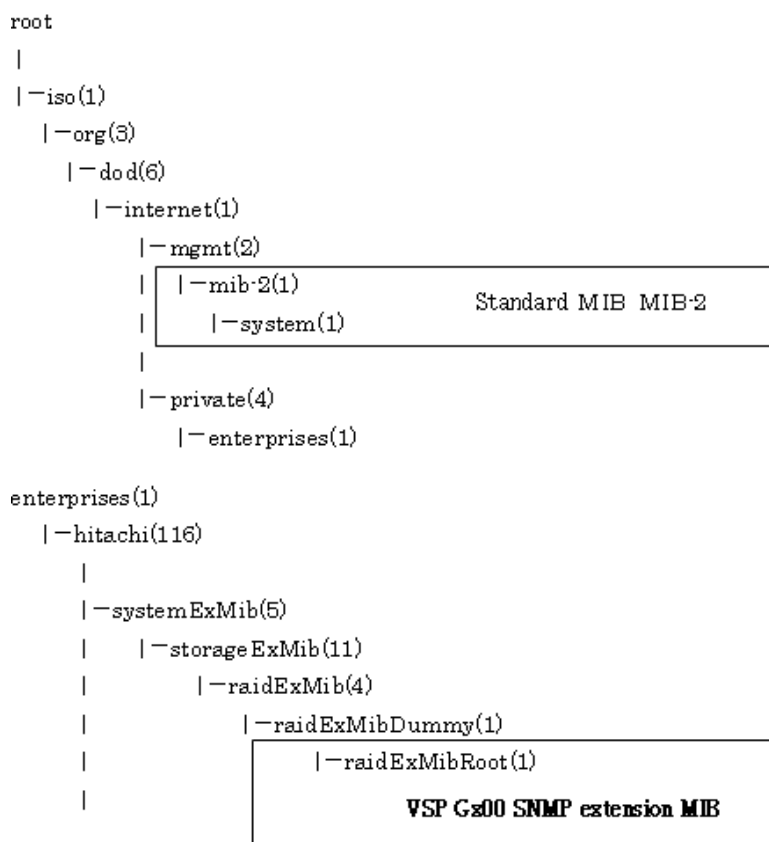 root
|
|—iso(1)
|—org(3)
|—dod(6)
|—internet(1)
|—mgmt(2)
| |—mib-2(1)
Standard MIB MIB-2
| |—system(1)
|
|—private(4)
|—enterprises(1)
enterprises(1)
|—hitachi(116)
|
|—systemExMib(5)
| |—storageExMib(11)
| |—raidExMib(4)
| |—raidExMibDummy(1)
| |—raidExMibRoot(1)
| VSP Gx00 SNMP extension MIB